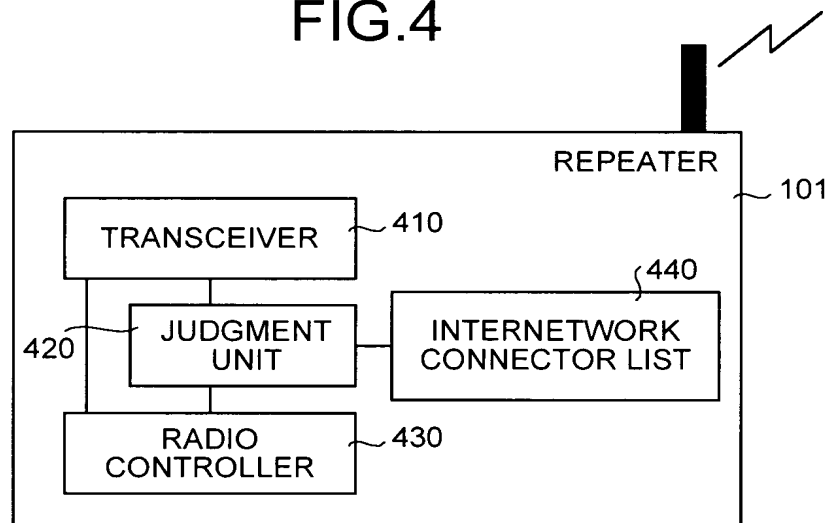 FIG.4
REPEATER
101
TRANSCEIVER
410
440
JUDGMENT
UNIT
420
INTERNETWORK
CONNECTOR LIST
RADIO
CONTROLLER
430